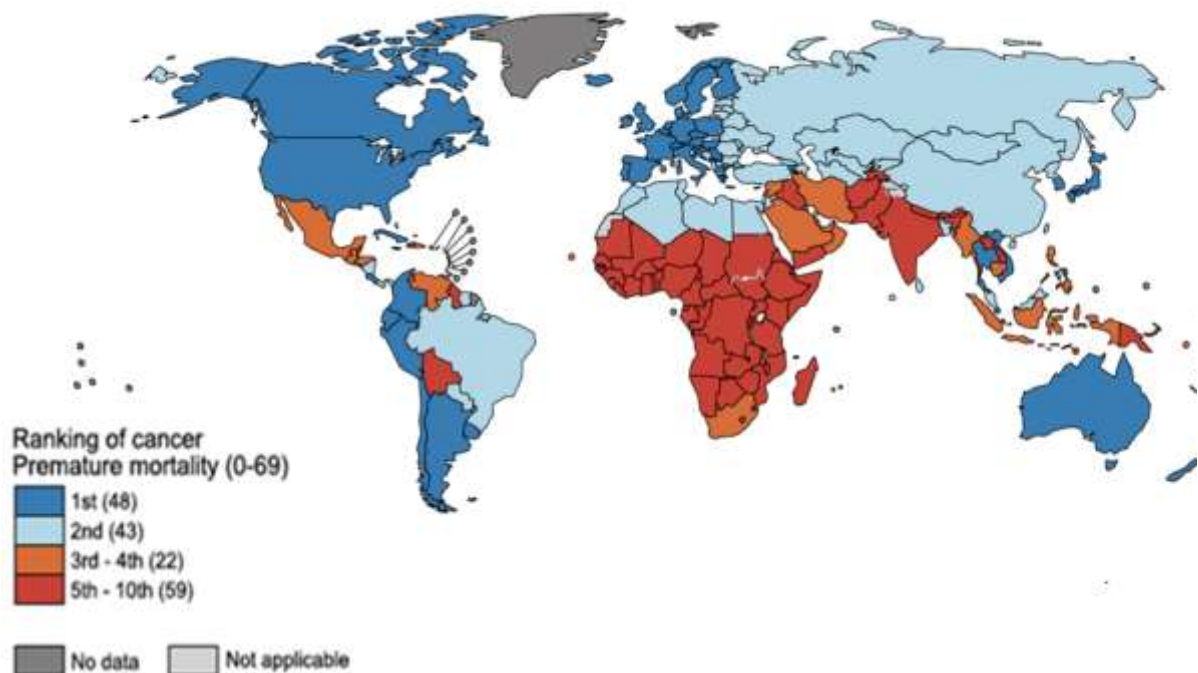 Ranking of cancer
Premature mortality (0-69)
1st (48)
2nd (43)
3rd - 4th (22)
5th - 10th (59)
No data
Not applicable